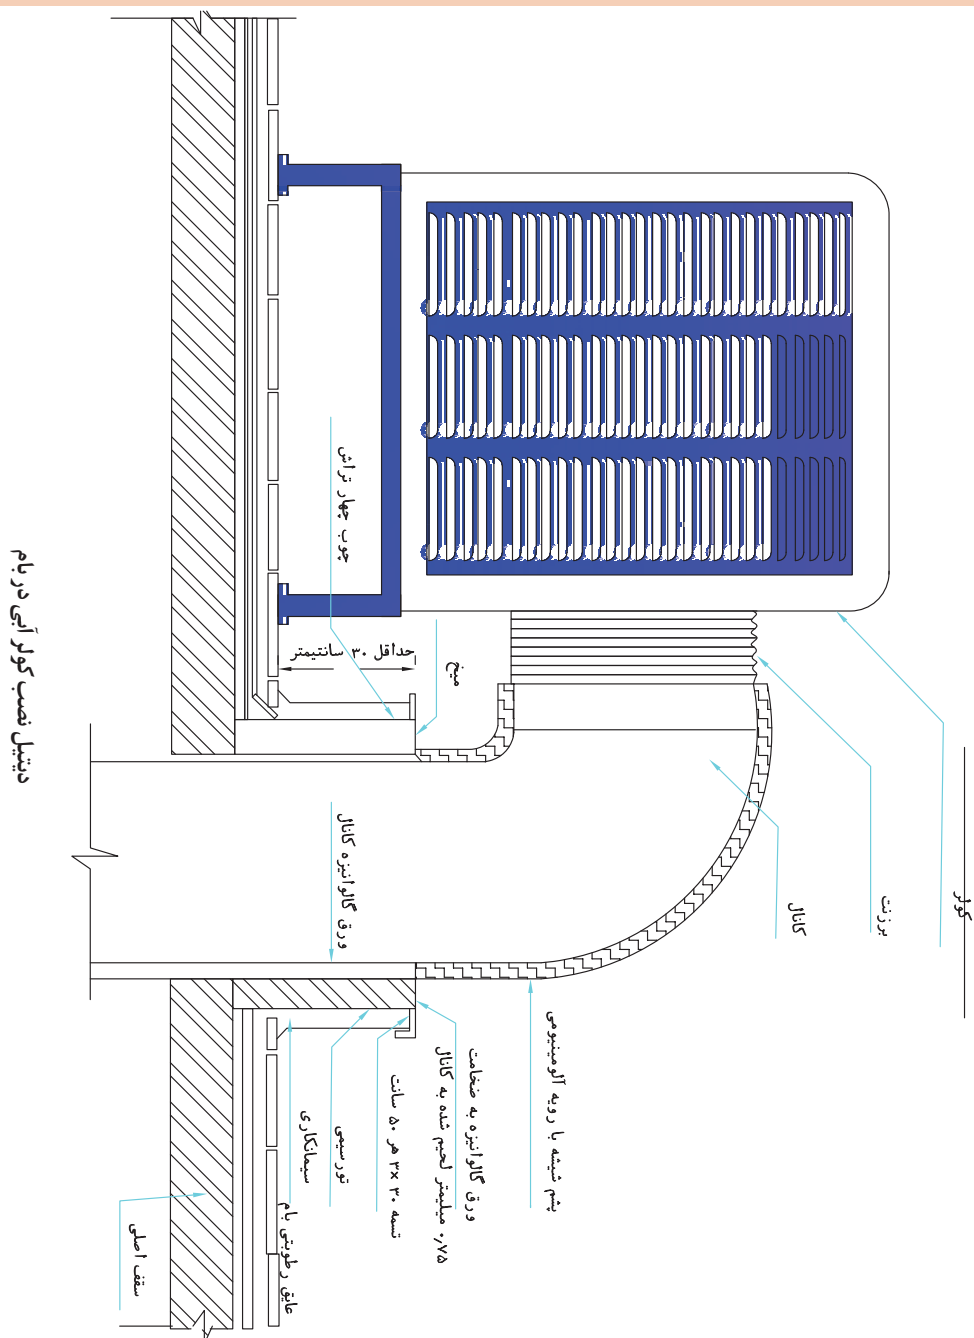 کولر
برزنت
کانال
پشم شیشه با رویه آلومینیومی
ورق گالوانیزه به ضخامت
۰٫۷۵ میلیمتر لحیم شده به کانال
تسمه ۳۰ ×۳ هر ۵۰ سانت
تور سیمی
سیمانکاری
عایق رطوبتی بام
سقف اصلی
میخ
حداقل ۳۰ سانتیمتر
چوب چهار تراش
ورق گالوانیزه کانال
دیتیل نصب کولر آبی در بام